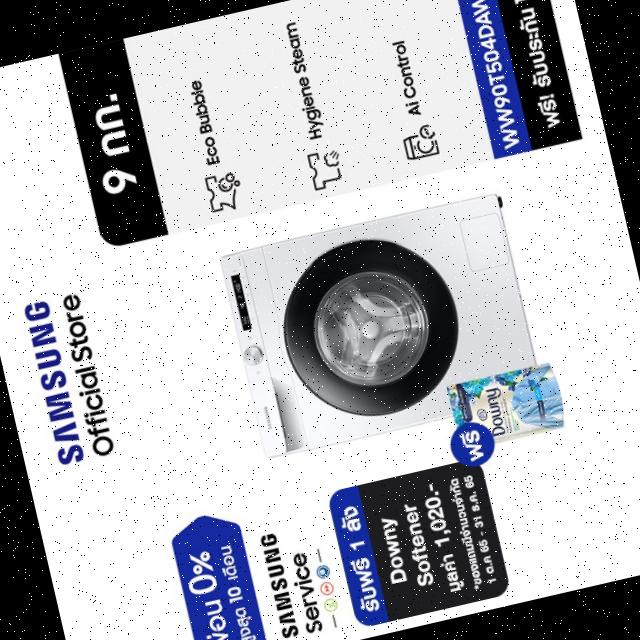 SAMSUNG
Official Store
9 กก.
Eco Bubble
Hygiene Steam
Ai Control
WW90T504DAW
ฟรี! รับประกัน
ผ่อน 0%
สูงสุด 10 เดือน
SAMSUNG
Service
รับฟรี 1 ลัง
Downy
Softener
มูลค่า 1,020.-
1 ต.ค 65 - 31 ธ.ค. 65
ฟรี
Downy